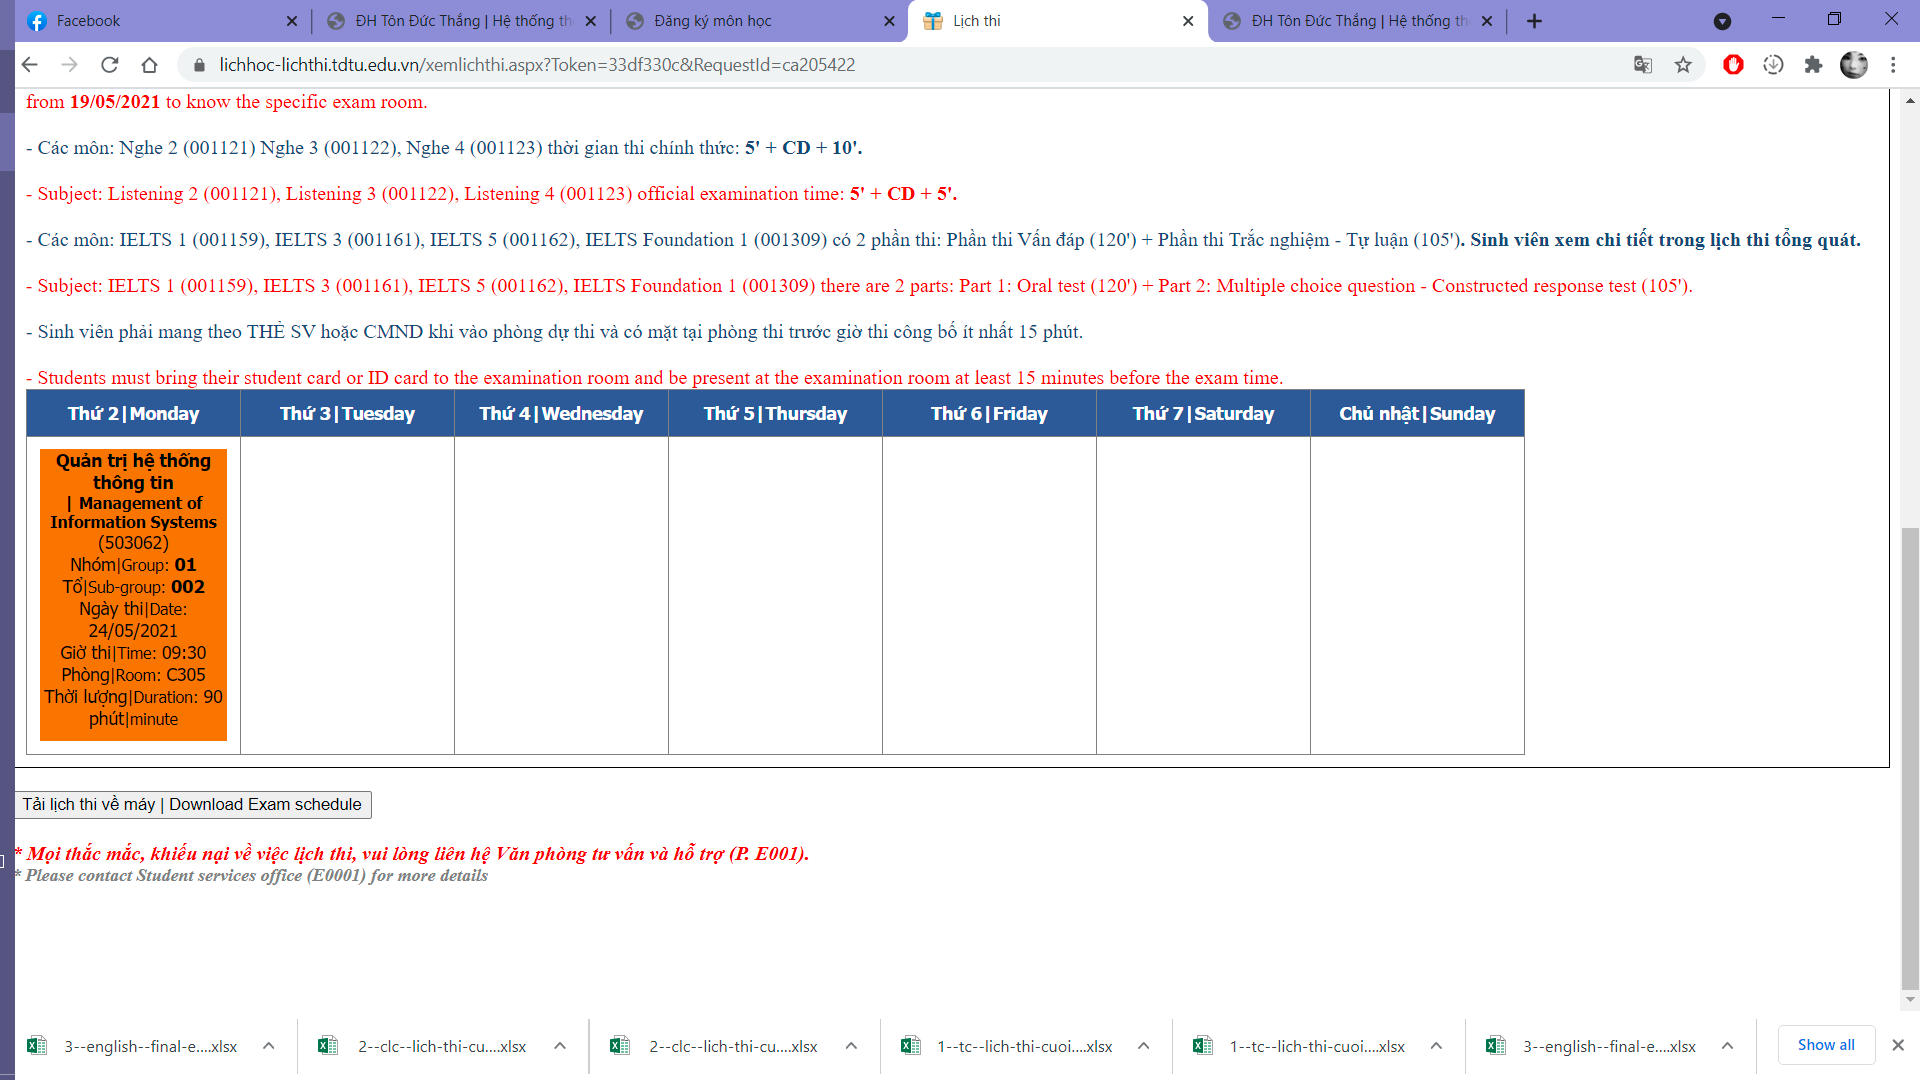 Facebook
ĐH Tôn Đức Thắng | Hệ thống th
Đăng ký môn học
Lịch thi
ĐH Tôn Đức Thắng | Hệ thống th
lichhoc-lichthi.tdtu.edu.vn/xemlichthi.aspx?Token=33df330c&RequestId=ca205422
from 19/05/2021 to know the specific exam room.
- Các môn: Nghe 2 (001121) Nghe 3 (001122), Nghe 4 (001123) thời gian thi chính thức: 5' + CD + 10'.
- Subject: Listening 2 (001121), Listening 3 (001122), Listening 4 (001123) official examination time: 5' + CD + 5'.
- Các môn: IELTS 1 (001159), IELTS 3 (001161), IELTS 5 (001162), IELTS Foundation 1 (001309) có 2 phần thi: Phần thi Vấn đáp (120') + Phần thi Trắc nghiệm - Tự luận (105'). Sinh viên xem chi tiết trong lịch thi tổng quát.
- Subject: IELTS 1 (001159), IELTS 3 (001161), IELTS 5 (001162), IELTS Foundation 1 (001309) there are 2 parts: Part 1: Oral test (120') + Part 2: Multiple choice question - Constructed response test (105').
- Sinh viên phải mang theo THẺ SV hoặc CMND khi vào phòng dự thi và có mặt tại phòng thi trước giờ thi công bố ít nhất 15 phút.
- Students must bring their student card or ID card to the examination room and be present at the examination room at least 15 minutes before the exam time.
Thứ 2|Monday
Thứ 3|Tuesday
Thứ 4|Wednesday
Thứ 5|Thursday
Thứ 6|Friday
Thứ 7|Saturday
Chủ nhật|Sunday
Quản trị hệ thống
thông tin
| Management of
Information Systems
(503062)
Nhóm|Group: 01
Tổ|Sub-group: 002
Ngày thi|Date:
24/05/2021
Giờ thi|Time: 09:30
Phòng|Room: C305
Thời lượng|Duration: 90
phút|minute
Tải lịch thi về máy | Download Exam schedule
* Mọi thắc mắc, khiếu nại về việc lịch thi, vui lòng liên hệ Văn phòng tư vấn và hỗ trợ (P. E001).
* Please contact Student services office (E0001) for more details
3--english--final-e....xlsx
2--clc--lich-thi-cu....xlsx
2--clc--lich-thi-cu....xlsx
1--tc--lich-thi-cuoi....xlsx
1--tc--lich-thi-cuoi....xlsx
3--english--final-e....xlsx
Show all